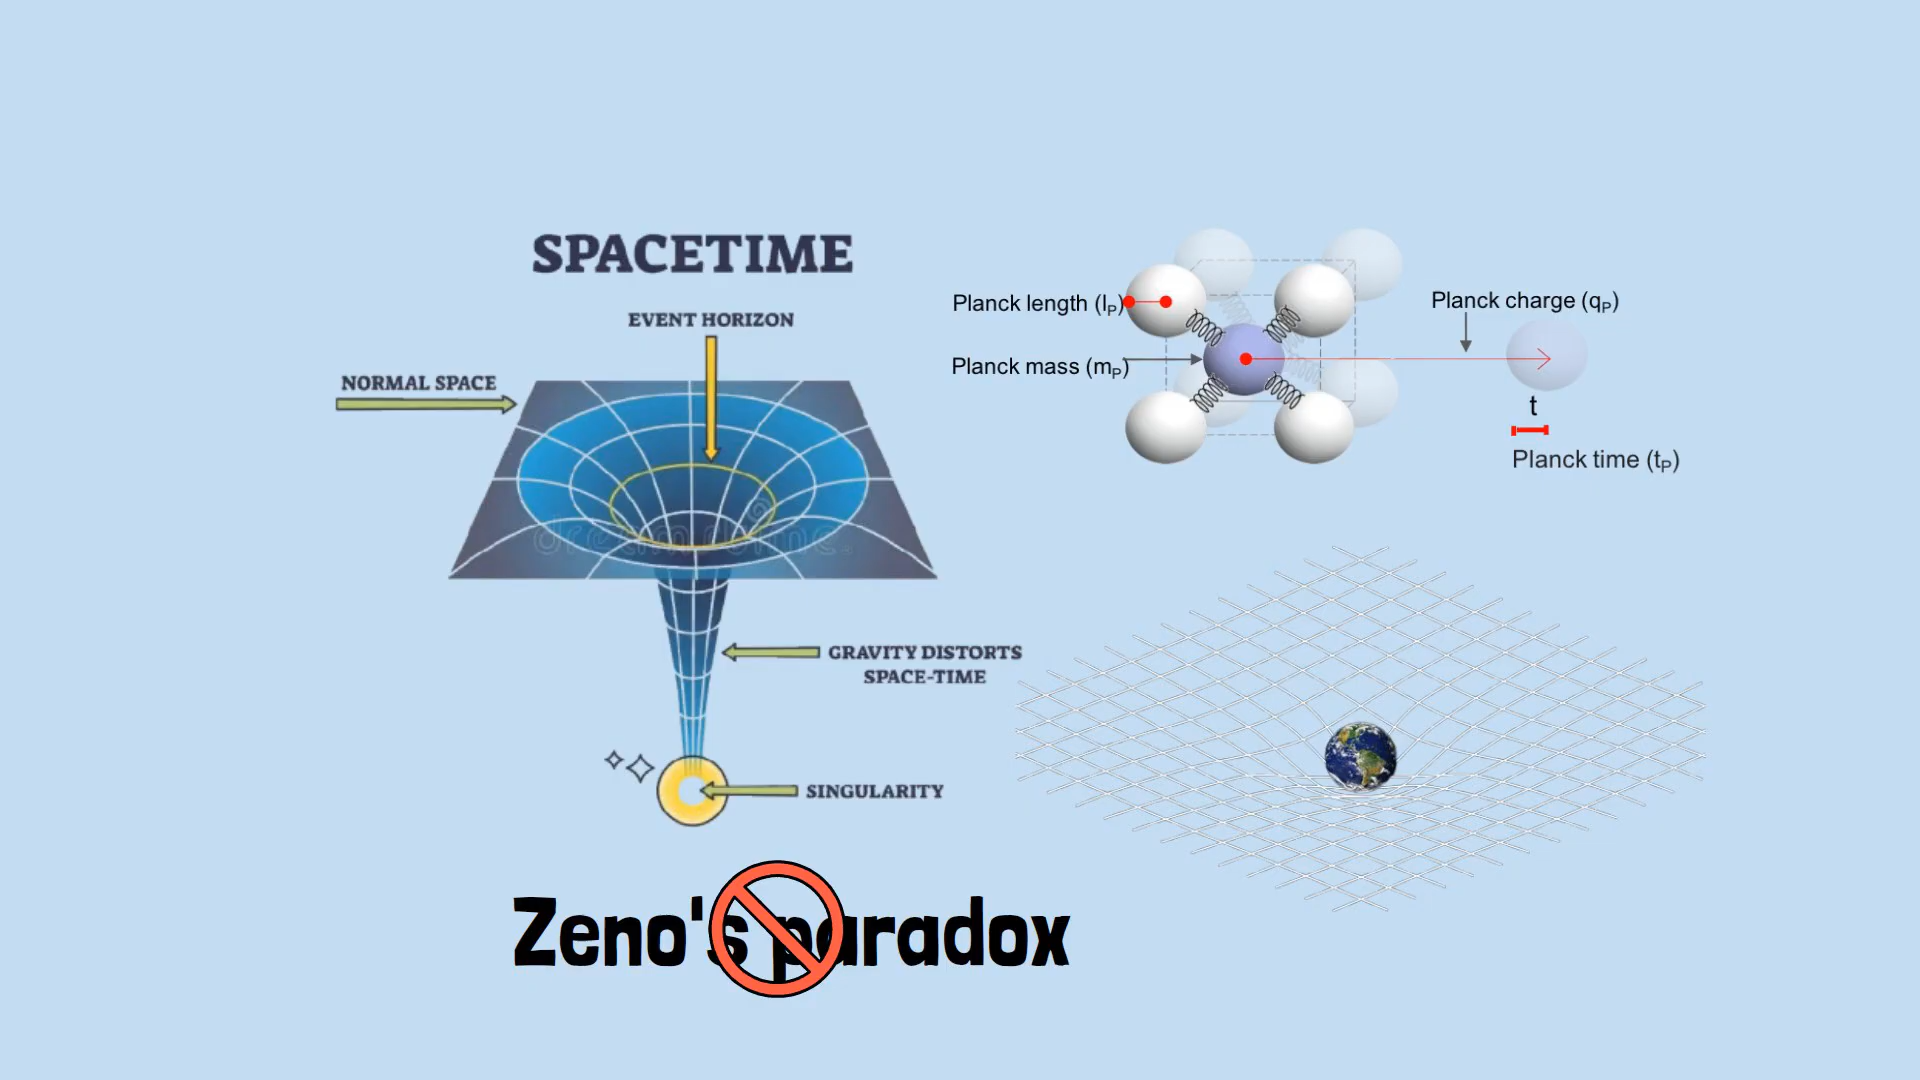 SPACETIME
EVENT HORIZON
NORMAL SPACE
GRAVITY DISTORTS
SPACE-TIME
SINGULARITY
Planck length (lP)
Planck mass (mP)
Planck charge (qP)
t
Planck time (tP)
Zeno's paradox